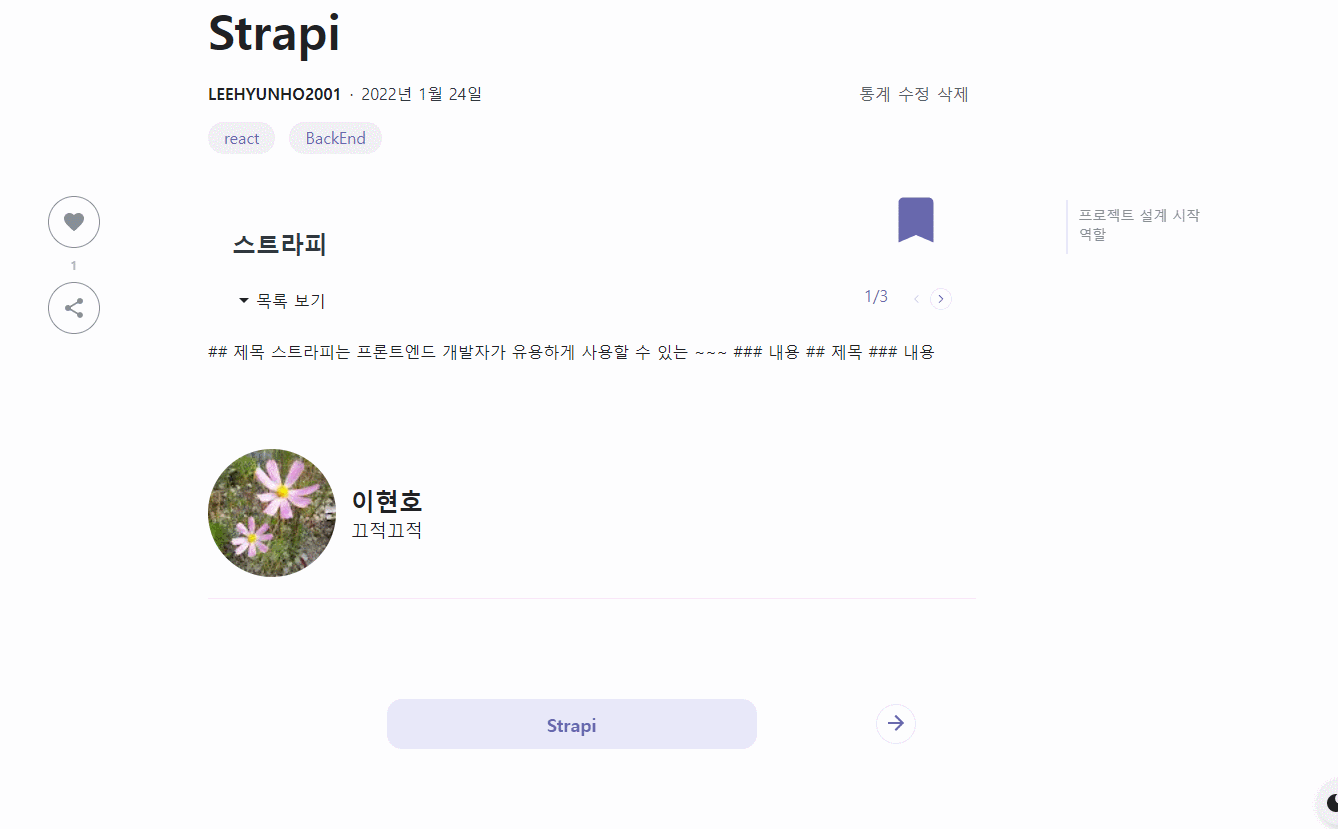 Strapi
LEEHYUNHO2001 · 2022년 1월 24일
통계 수정 삭제
react BackEnd
1
스트라피
목록 보기
1/3
프로젝트 설계 시작
역할
## 제목 스트라피는 프론트엔드 개발자가 유용하게 사용할 수 있는 ~~~ ### 내용 ## 제목 ### 내용
이현호
끄적끄적
Strapi